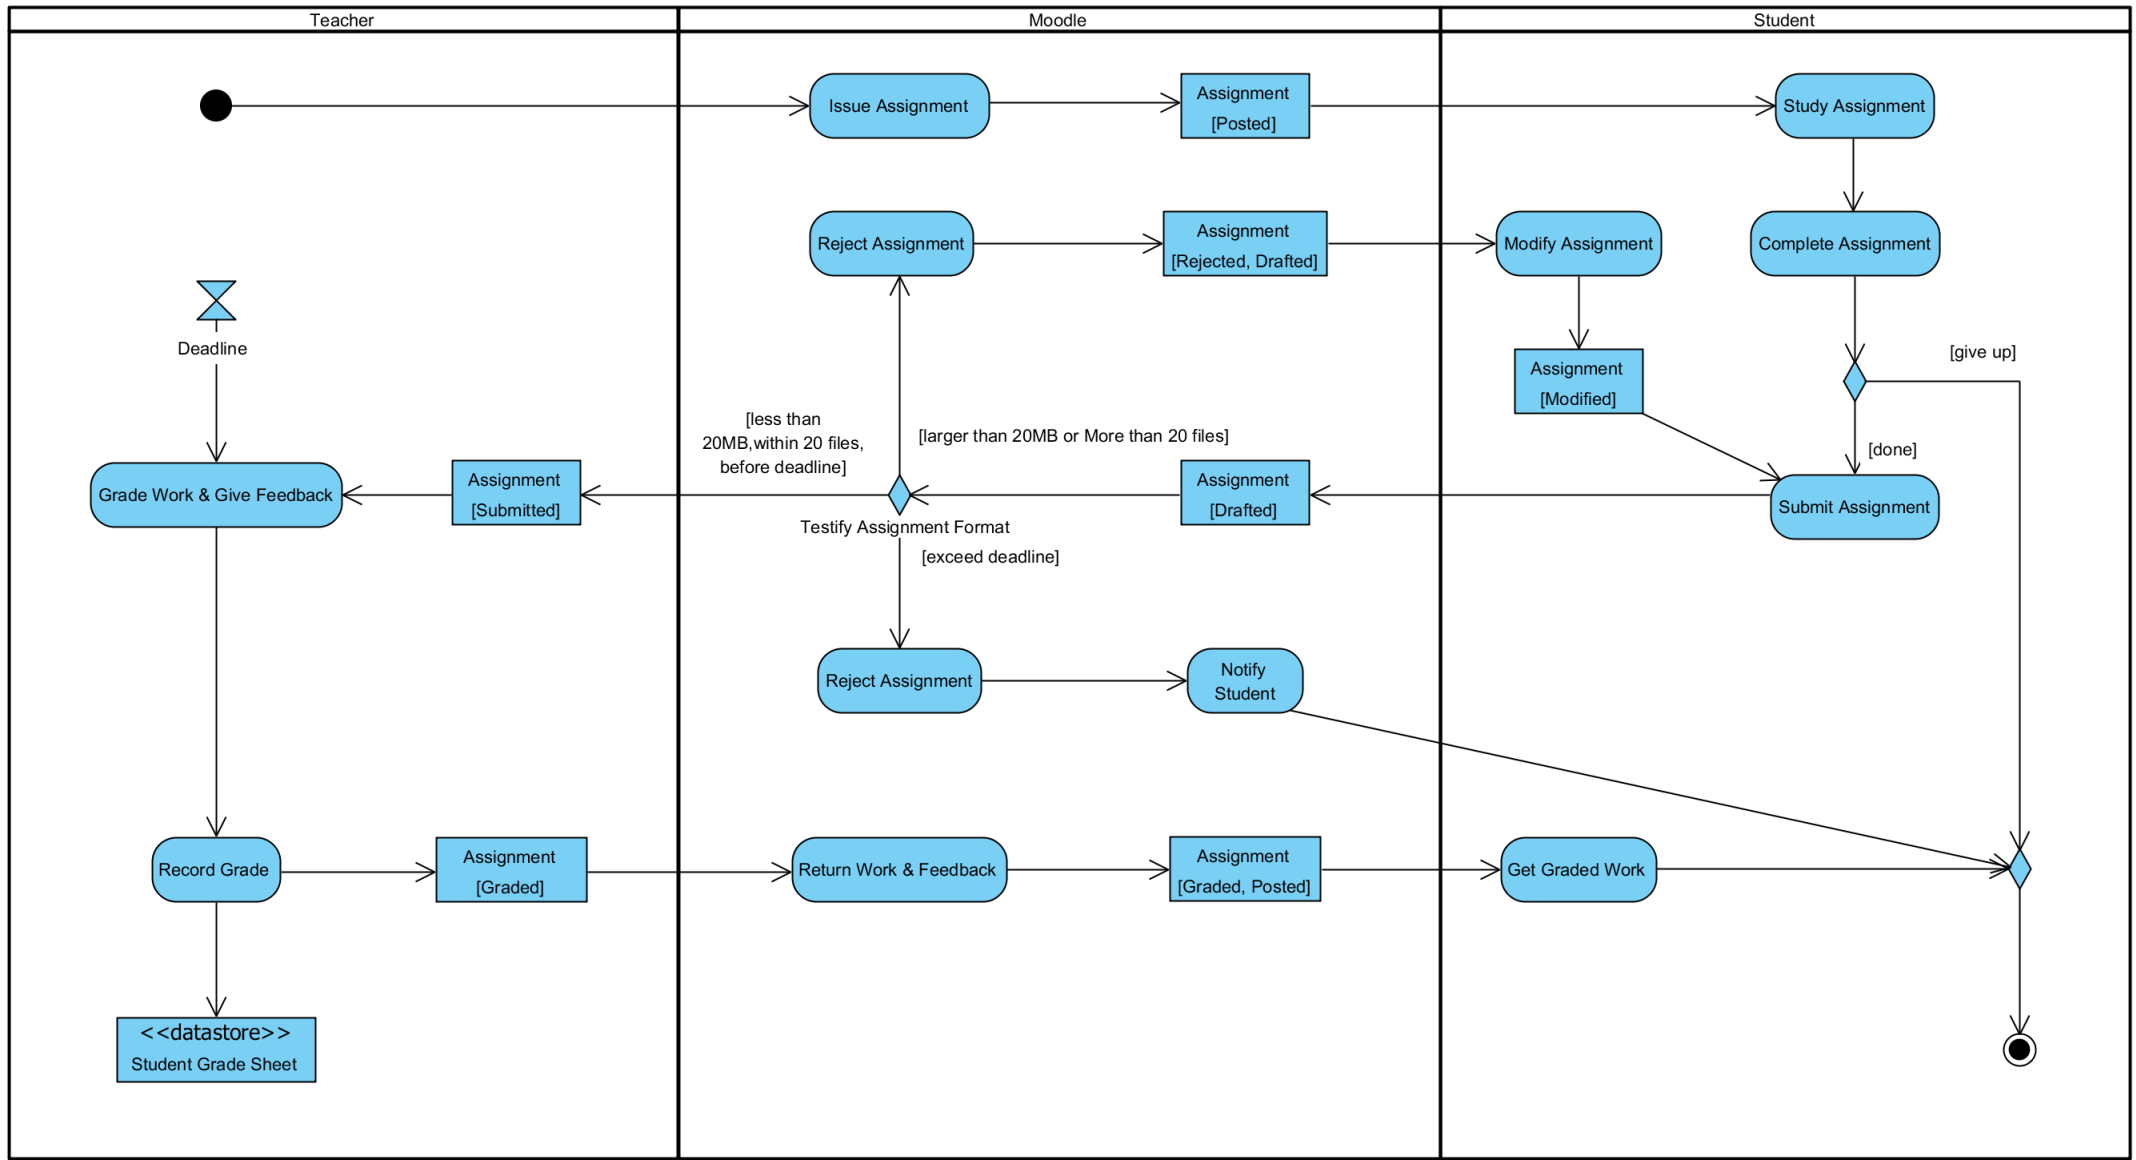 Teacher
Moodle
Student
Issue Assignment
Assignment
[Posted]
Study Assignment
Reject Assignment
Assignment
[Rejected, Drafted]
Modify Assignment
Complete Assignment
Deadline
Assignment
[Modified]
[give up]
[less than
20MB,within 20 files,
before deadline]
[larger than 20MB or More than 20 files]
[done]
Grade Work & Give Feedback
Assignment
[Submitted]
Assignment
[Drafted]
Submit Assignment
Testify Assignment Format
[exceed deadline]
Reject Assignment
Notify
Student
Record Grade
Assignment
[Graded]
Return Work & Feedback
Assignment
[Graded, Posted]
Get Graded Work
<<datastore>>
Student Grade Sheet